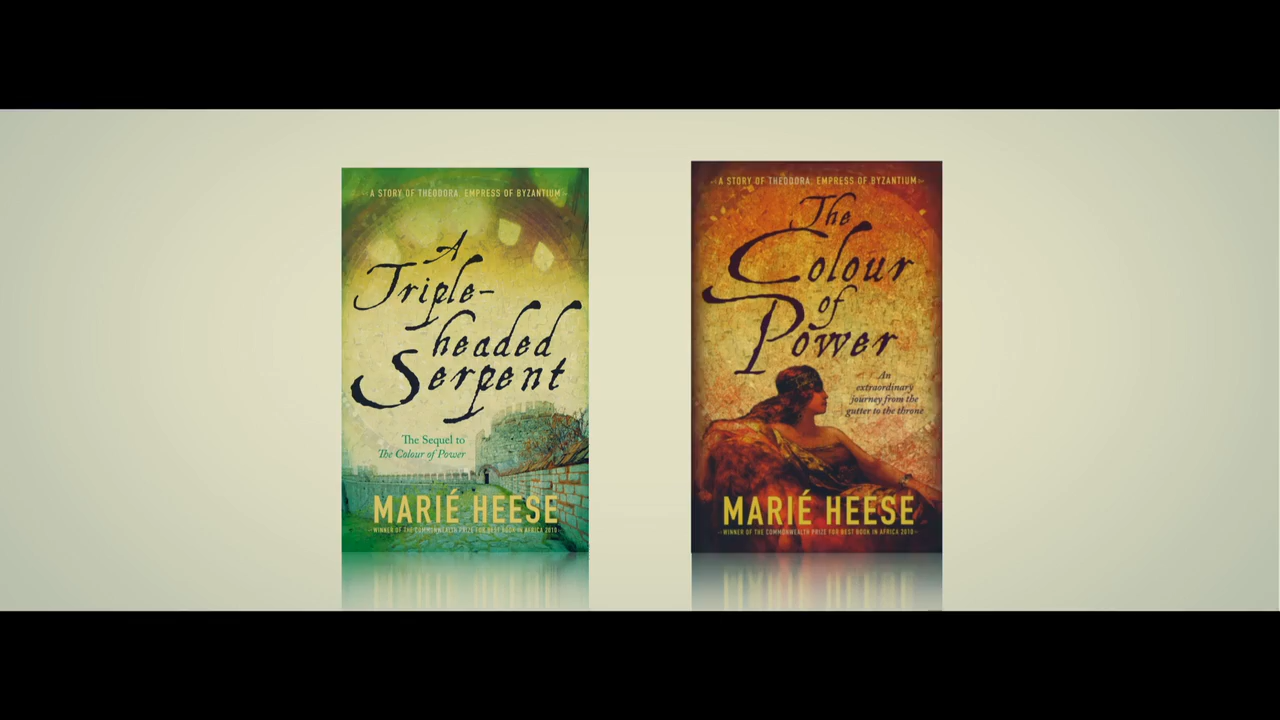 A STORY OF THEODORA, EMPRESS OF BYZANTIUM
A
Triple-
headed
Serpent
The Sequel to
The Colour of Power
MARIÉ HEESE
WINNER OF THE COMMONWEALTH PRIZE FOR BEST BOOK IN AFRICA 2010
A STORY OF THEODORA, EMPRESS OF BYZANTIUM
The
Colour
of
Power
An
extraordinary
journey from the
gutter to the throne
MARIÉ HEESE
WINNER OF THE COMMONWEALTH PRIZE FOR BEST BOOK IN AFRICA 2010